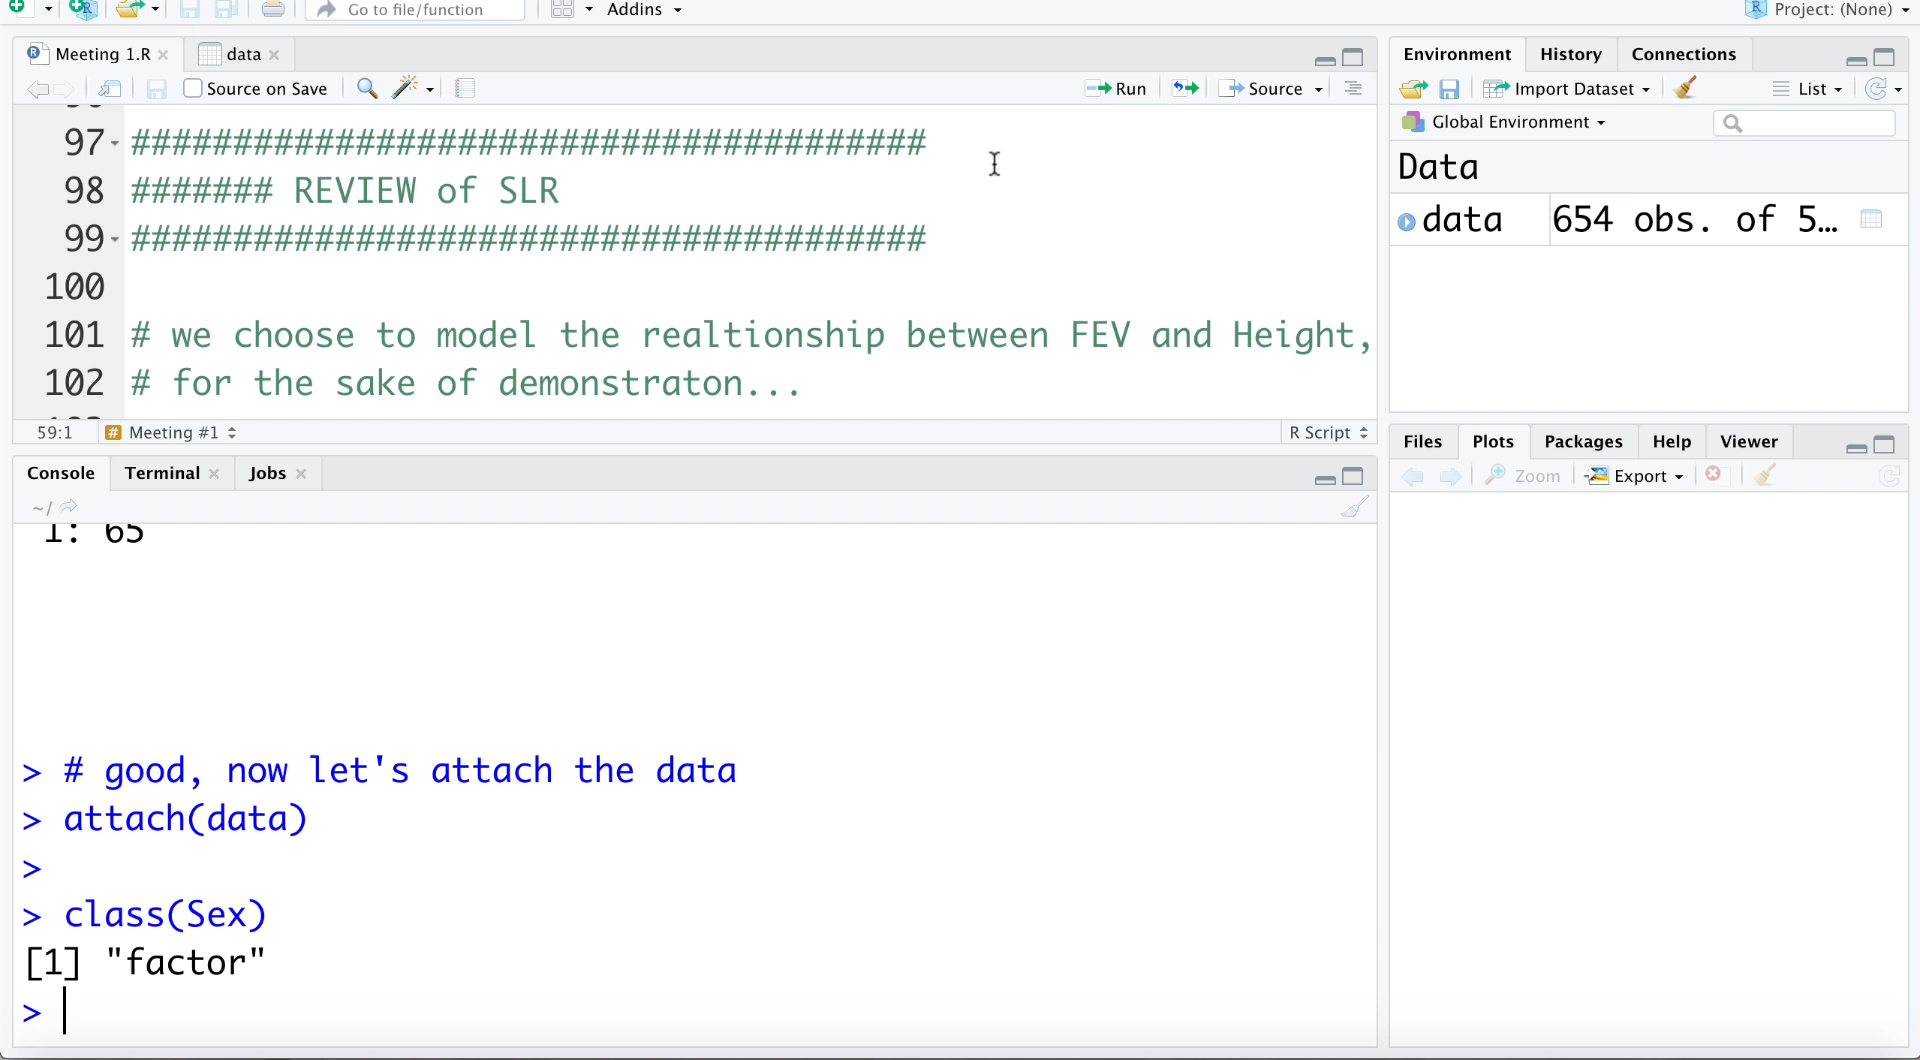 Go to file/function
Addins
Project: (None)
Meeting 1.R
data
Source on Save
Run
Source
97 #######################################
98 ####### REVIEW of SLR
99 #######################################
100
101 # we choose to model the realtionship between FEV and Height,
102 # for the sake of demonstraton...
59:1
Meeting #1
R Script
Console
Terminal
Jobs
~/
1: 65
> # good, now let's attach the data
> attach(data)
>
> class(Sex)
[1] "factor"
>
Environment
History
Connections
Import Dataset
List
Global Environment
Data
data
654 obs. of 5…
Files
Plots
Packages
Help
Viewer
Zoom
Export